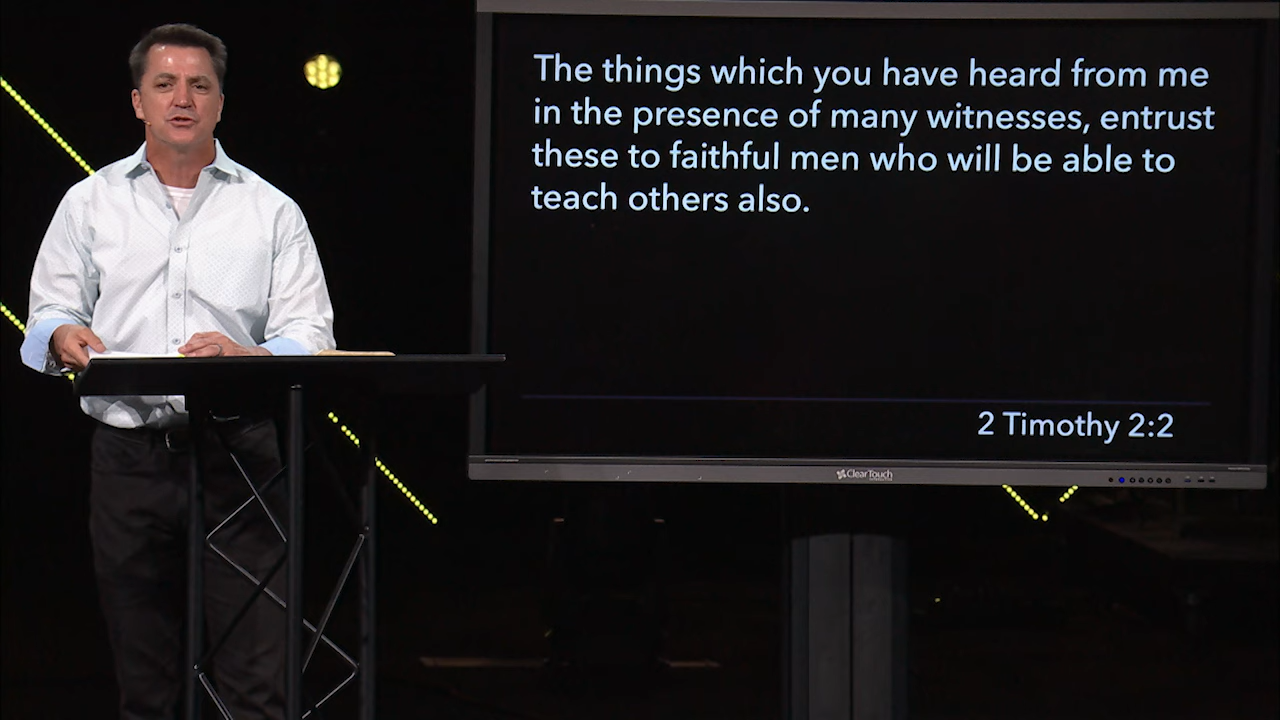 The things which you have heard from me
in the presence of many witnesses, entrust
these to faithful men who will be able to
teach others also.
2 Timothy 2:2
ClearTouch